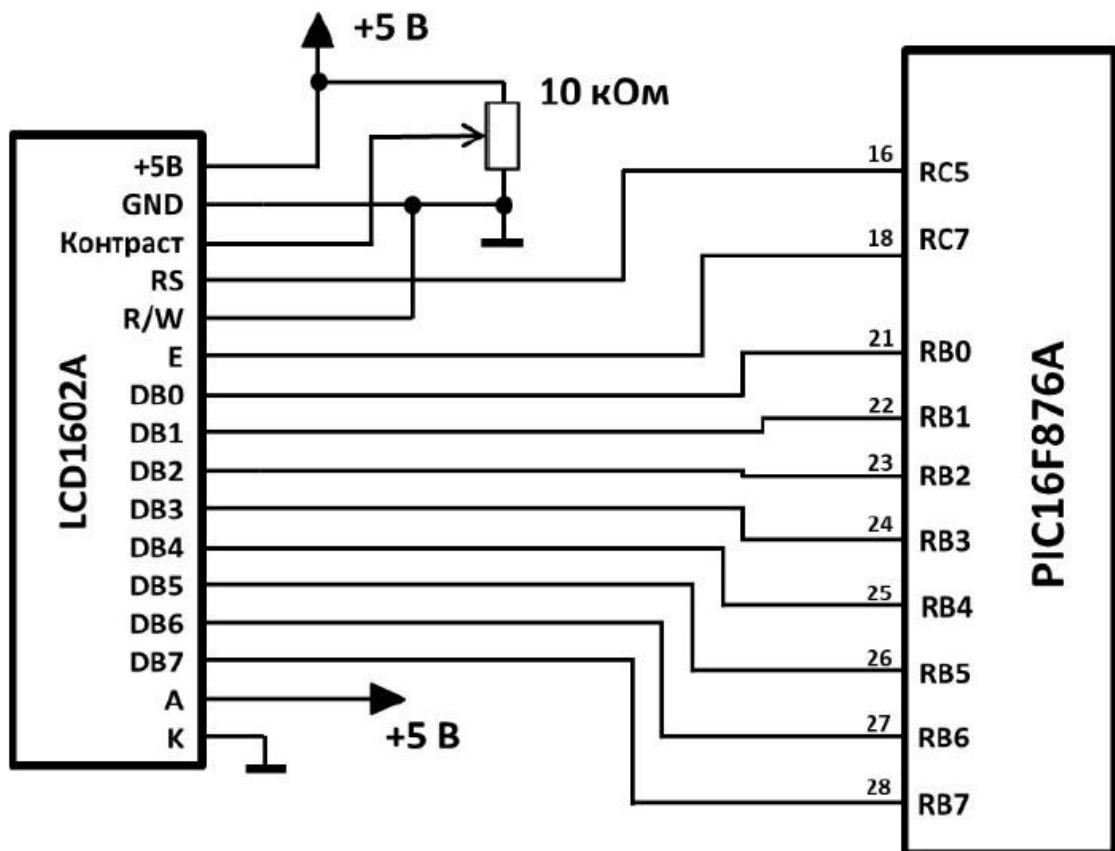 +5 В
10 кОм
LCD1602A
+5В
GND
Контраст
RS
R/W
E
DB0
DB1
DB2
DB3
DB4
DB5
DB6
DB7
A
K
+5 В
16
RC5
18
RC7
21
RB0
22
RB1
23
RB2
24
RB3
25
RB4
26
RB5
27
RB6
28
RB7
PIC16F876A